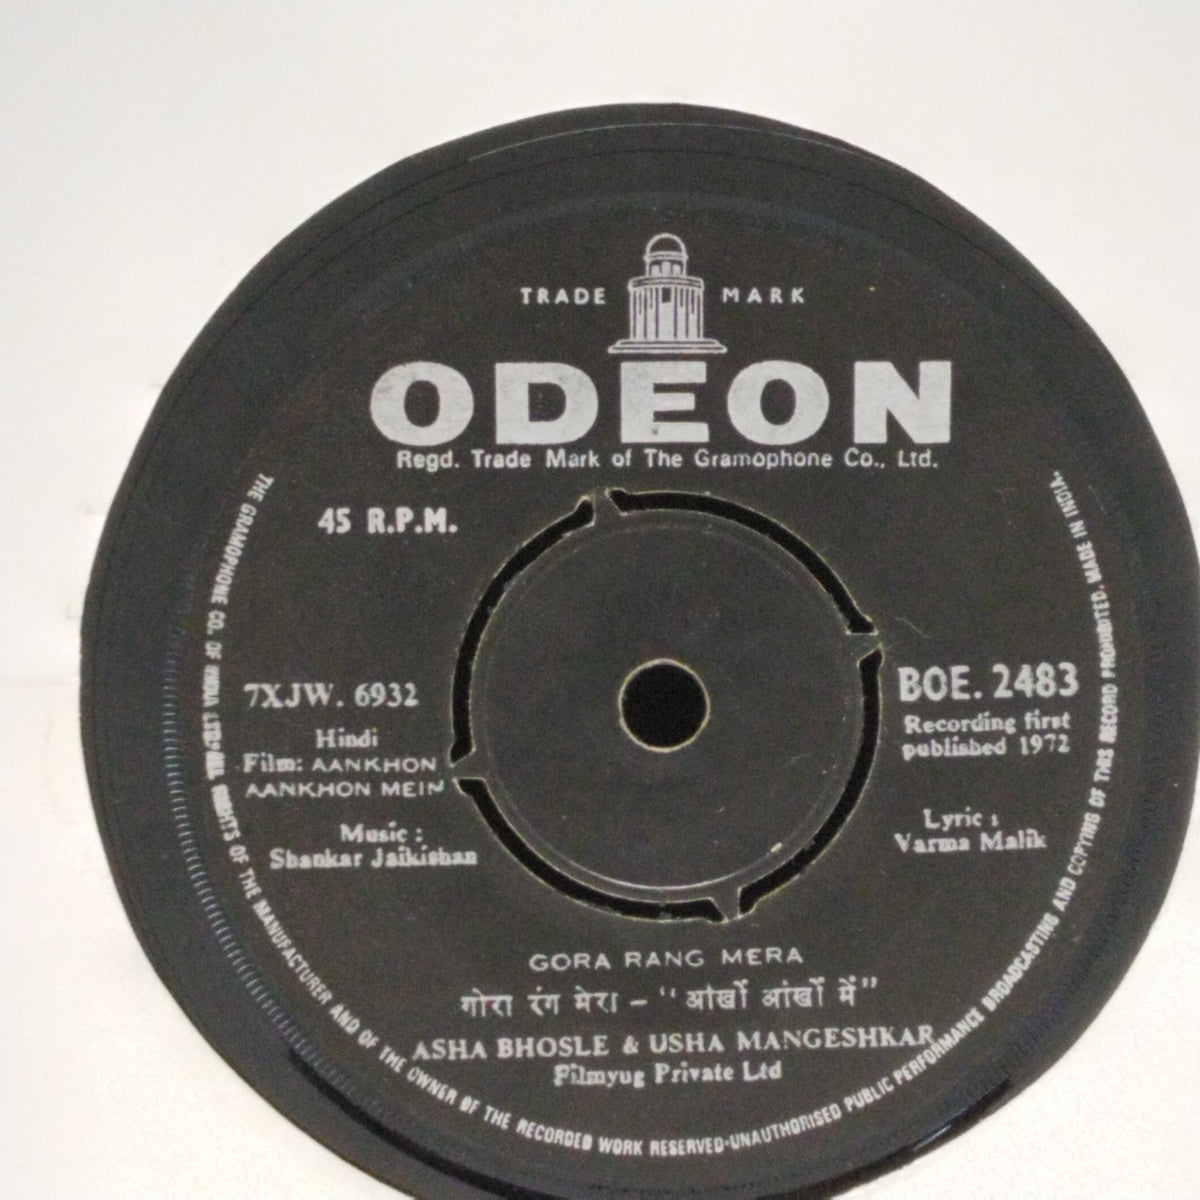 TRADE MARK
ODEON
Regd. Trade Mark of The Gramophone Co., Ltd.
45 R.P.M.
7XJW. 6932
Hindi
Film: AANKHON
AANKHON MEIN
Music :
Shankar Jaikishan
BOE. 2483
Recording first
published 1972
Lyric :
Varma Malik
GORA RANG MERA
गोरा रंग मेरा - "आंखों आंखों में"
ASHA BHOSLE & USHA MANGESHKAR
Filmyug Private Ltd
THE GRAMOPHONE CO. OF INDIA LTD. ALL RIGHTS OF THE MANUFACTURER AND OF THE OWNER OF THE RECORDED WORK RESERVED-UNAUTHORISED PUBLIC PERFORMANCE BROADCASTING AND COPYING OF THIS RECORD PROHIBITED. MADE IN INDIA.